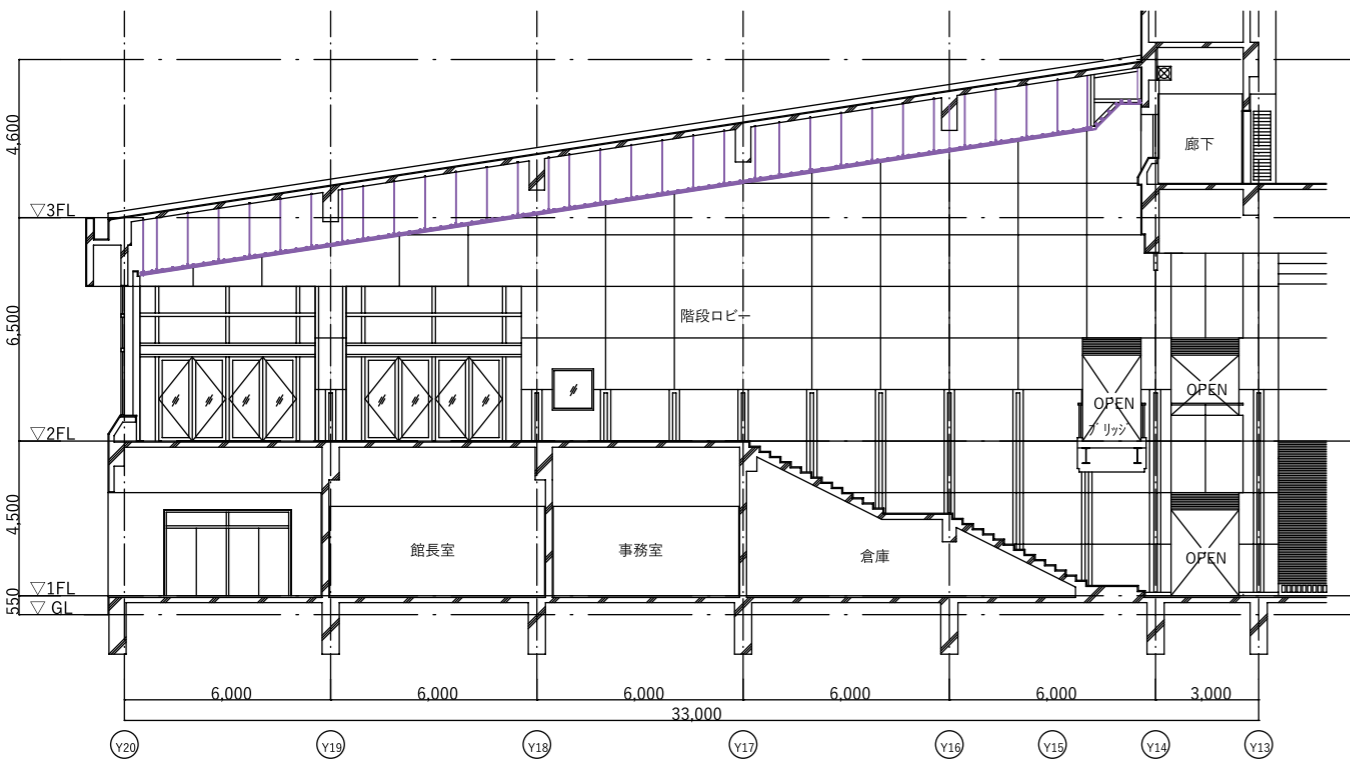 4,600
廊下
▽3FL
6,500
階段ロビー
OPEN
OPEN
ブリッジ
▽2FL
4,500
館長室
事務室
倉庫
OPEN
▽1FL
550
▽ GL
6,000
6,000
6,000
6,000
6,000
3,000
33,000
Y20
Y19
Y18
Y17
Y16
Y15
Y14
Y13